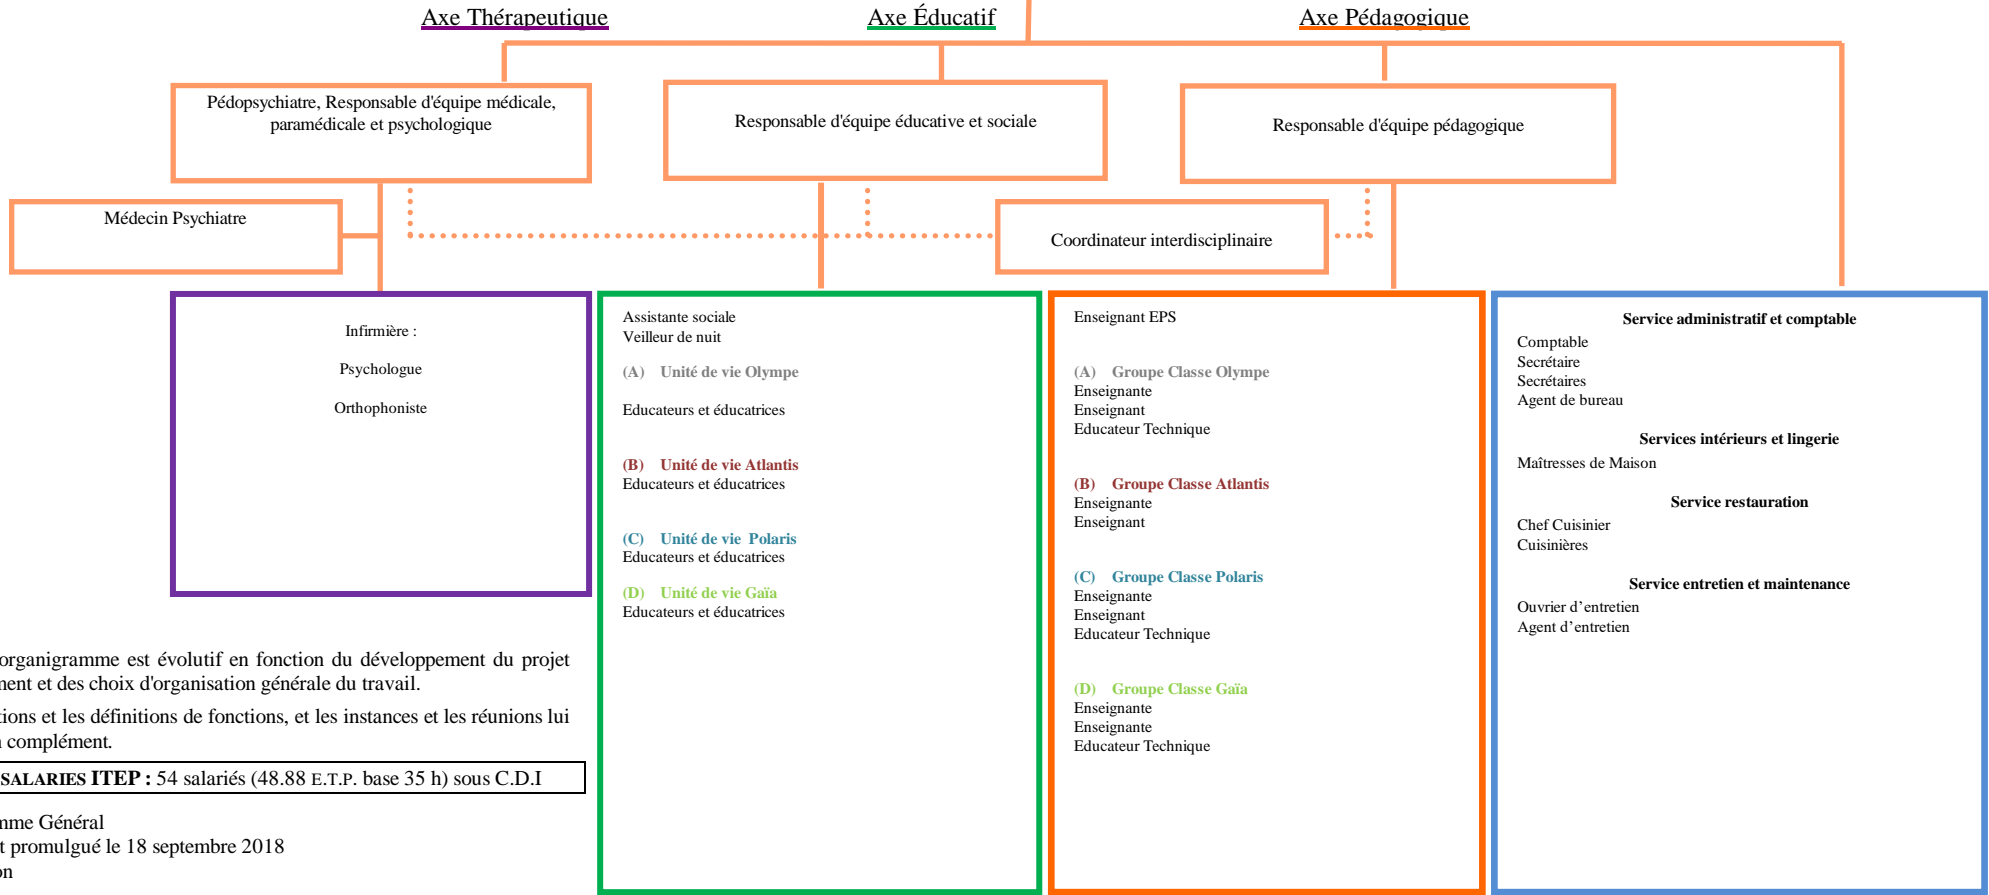 Axe Thérapeutique
Axe Éducatif
Axe Pédagogique
Pédopsychiatre, Responsable d'équipe médicale,
paramédicale et psychologique
Responsable d'équipe éducative et sociale
Responsable d'équipe pédagogique
Médecin Psychiatre
Coordinateur interdisciplinaire
Infirmière :
Psychologue
Orthophoniste
Assistante sociale
Veilleur de nuit
(A) Unité de vie Olympe
Educateurs et éducatrices
(B) Unité de vie Atlantis
Educateurs et éducatrices
(C) Unité de vie Polaris
Educateurs et éducatrices
(D) Unité de vie Gaïa
Educateurs et éducatrices
Enseignant EPS
(A) Groupe Classe Olympe
Enseignante
Enseignant
Educateur Technique
(B) Groupe Classe Atlantis
Enseignante
Enseignant
(C) Groupe Classe Polaris
Enseignante
Enseignant
Educateur Technique
(D) Groupe Classe Gaïa
Enseignante
Enseignante
Educateur Technique
Service administratif et comptable
Comptable
Secrétaire
Secrétaires
Agent de bureau
Services intérieurs et lingerie
Maîtresses de Maison
Service restauration
Chef Cuisinier
Cuisinières
Service entretien et maintenance
Ouvrier d’entretien
Agent d’entretien
organigramme est évolutif en fonction du développement du projet
ment et des choix d'organisation générale du travail.
tions et les définitions de fonctions, et les instances et les réunions lui
complément.
SALARIES ITEP : 54 salariés (48.88 E.T.P. base 35 h) sous C.D.I
mme Général
t promulgué le 18 septembre 2018
on